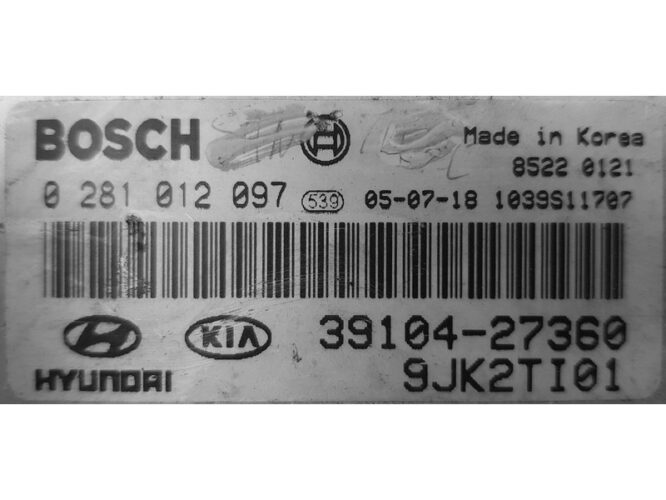 BOSCH Made in Korea
8522 0121
0 281 012 097 539 05-07-18 1039S11707
KIA 39104-27360
HYUNDAI 9JK2TI01